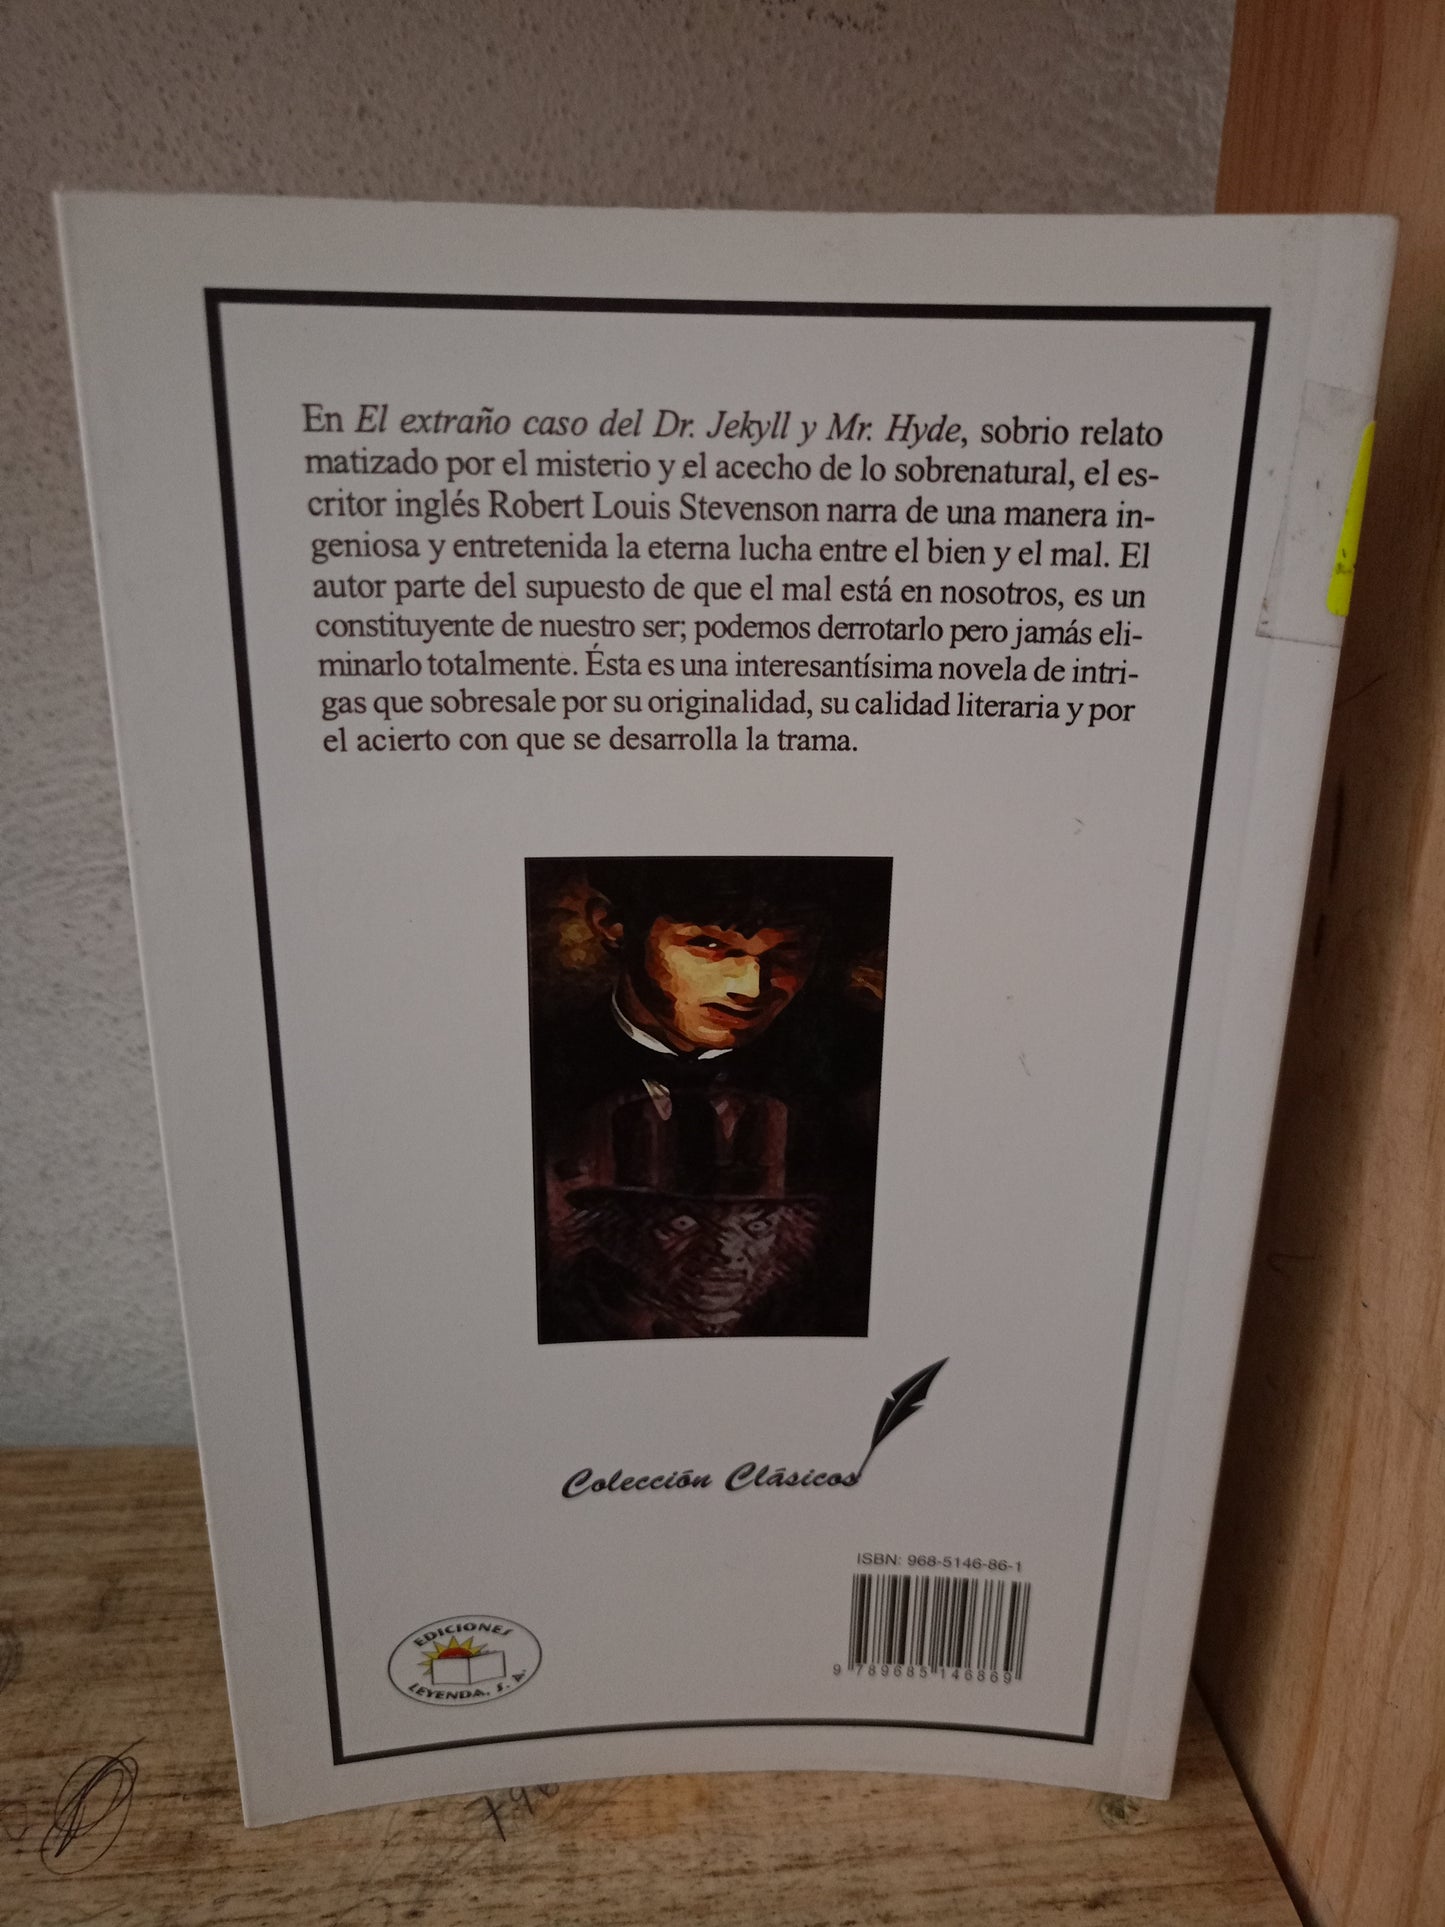 En El extraño caso del Dr. Jekyll y Mr. Hyde, sobrio relato
matizado por el misterio y el acecho de lo sobrenatural, el es-
critor inglés Robert Louis Stevenson narra de una manera in-
geniosa y entretenida la eterna lucha entre el bien y el mal. El
autor parte del supuesto de que el mal está en nosotros, es un
constituyente de nuestro ser; podemos derrotarlo pero jamás eli-
minarlo totalmente. Ésta es una interesantísima novela de intri-
gas que sobresale por su originalidad, su calidad literaria y por
el acierto con que se desarrolla la trama.
Colección Clásicos
ISBN: 968-5146-86-1
9 789685 146869
EDICIONES
LEYENDA, S. A.